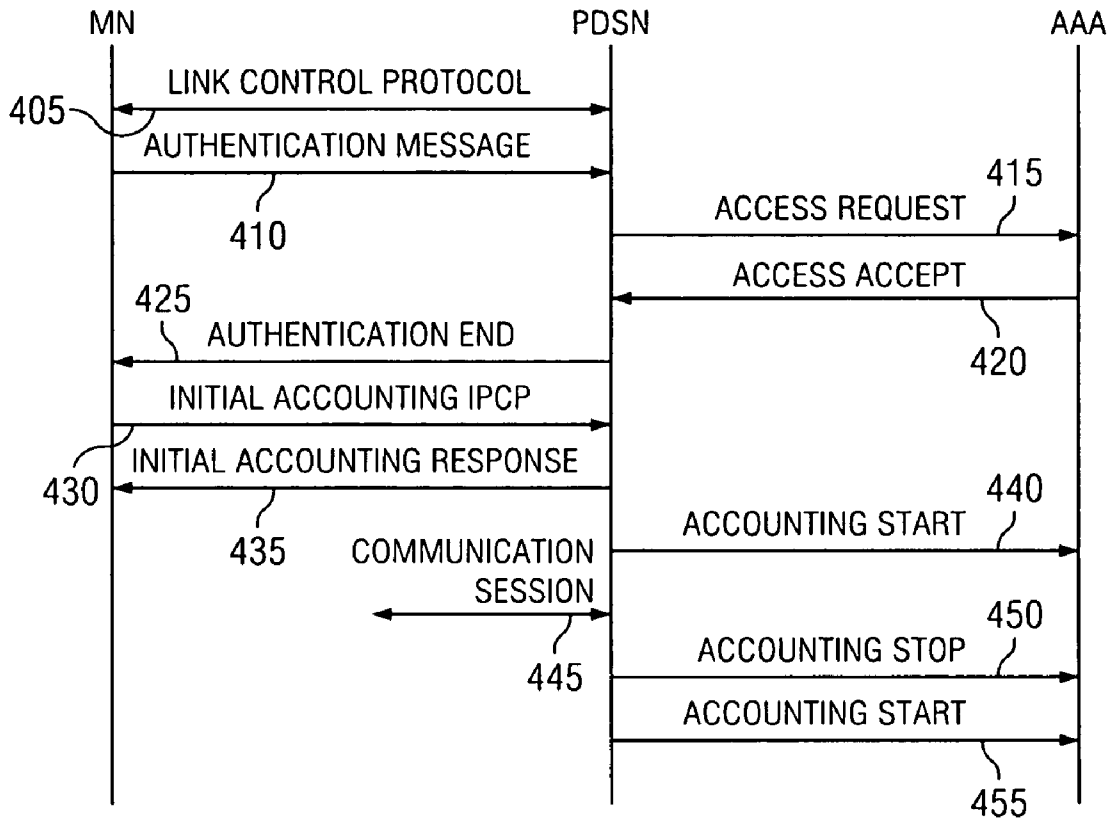 MN PDSN AAA
LINK CONTROL PROTOCOL
405
AUTHENTICATION MESSAGE
410
415
ACCESS REQUEST
ACCESS ACCEPT
420
425
AUTHENTICATION END
INITIAL ACCOUNTING IPCP
430
INITIAL ACCOUNTING RESPONSE
435
440
ACCOUNTING START
COMMUNICATION
SESSION
445
450
ACCOUNTING STOP
ACCOUNTING START
455